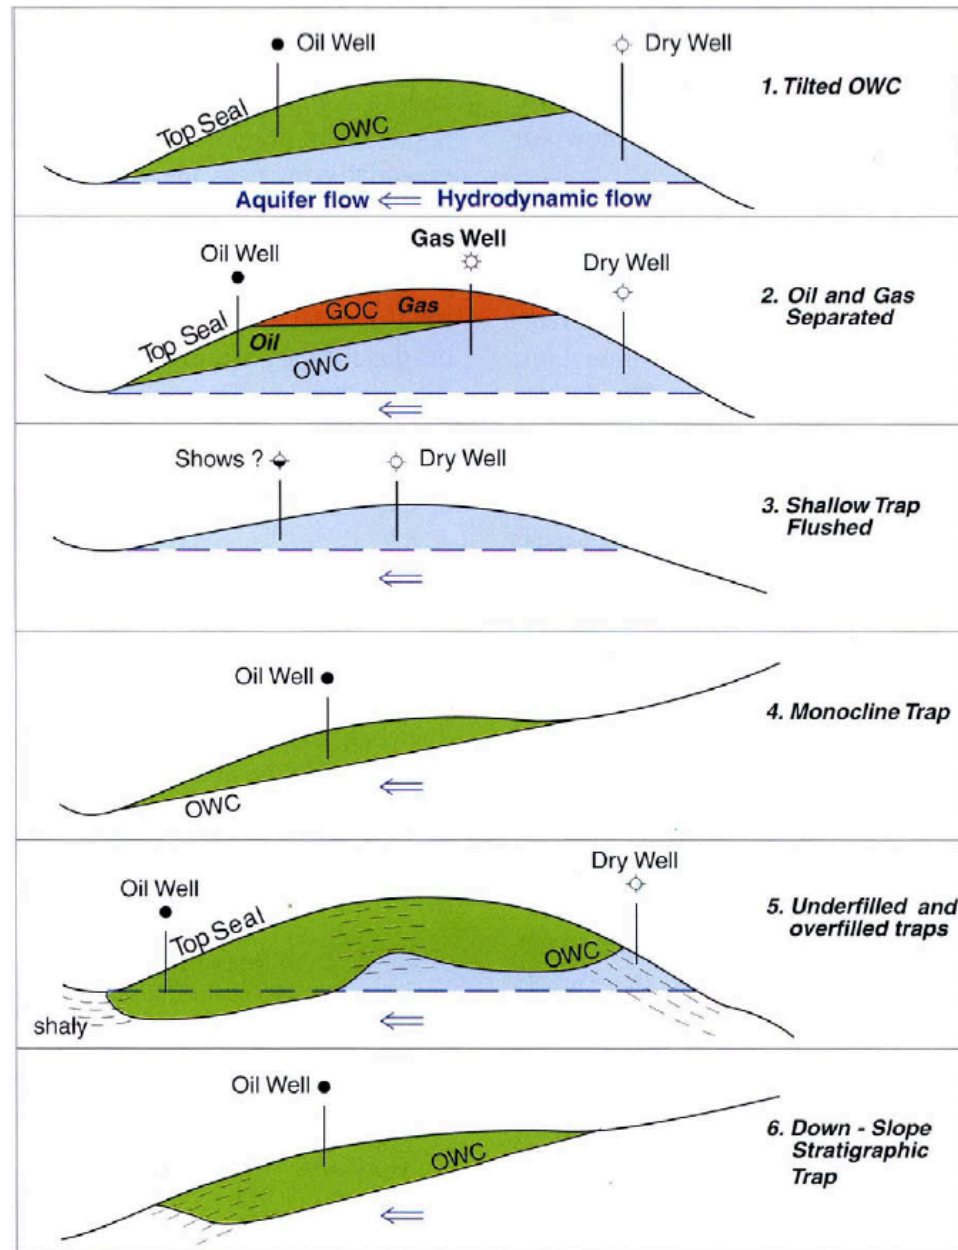 Oil Well
Dry Well
1. Tilted OWC
Top Seal
OWC
Aquifer flow
Hydrodynamic flow
Gas Well
Oil Well
Dry Well
2. Oil and Gas
Separated
GOC Gas
Top Seal
Oil
OWC
Shows ?
Dry Well
3. Shallow Trap
Flushed
Oil Well
4. Monocline Trap
OWC
Dry Well
Oil Well
5. Underfilled and
overfilled traps
Top Seal
OWC
shaly
Oil Well
6. Down - Slope
Stratigraphic
Trap
OWC